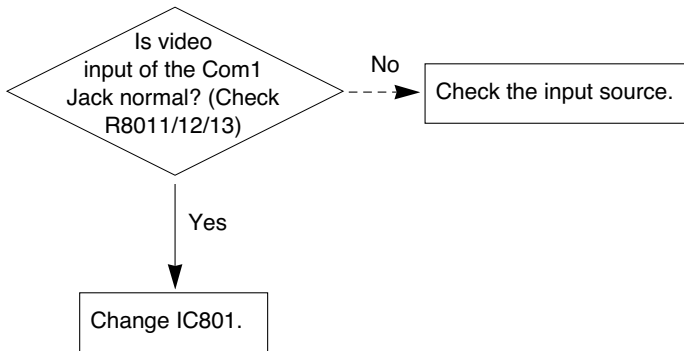 Is video
input of the Com1
Jack normal? (Check
R8011/12/13)
No
Check the input source.
Yes
Change IC801.